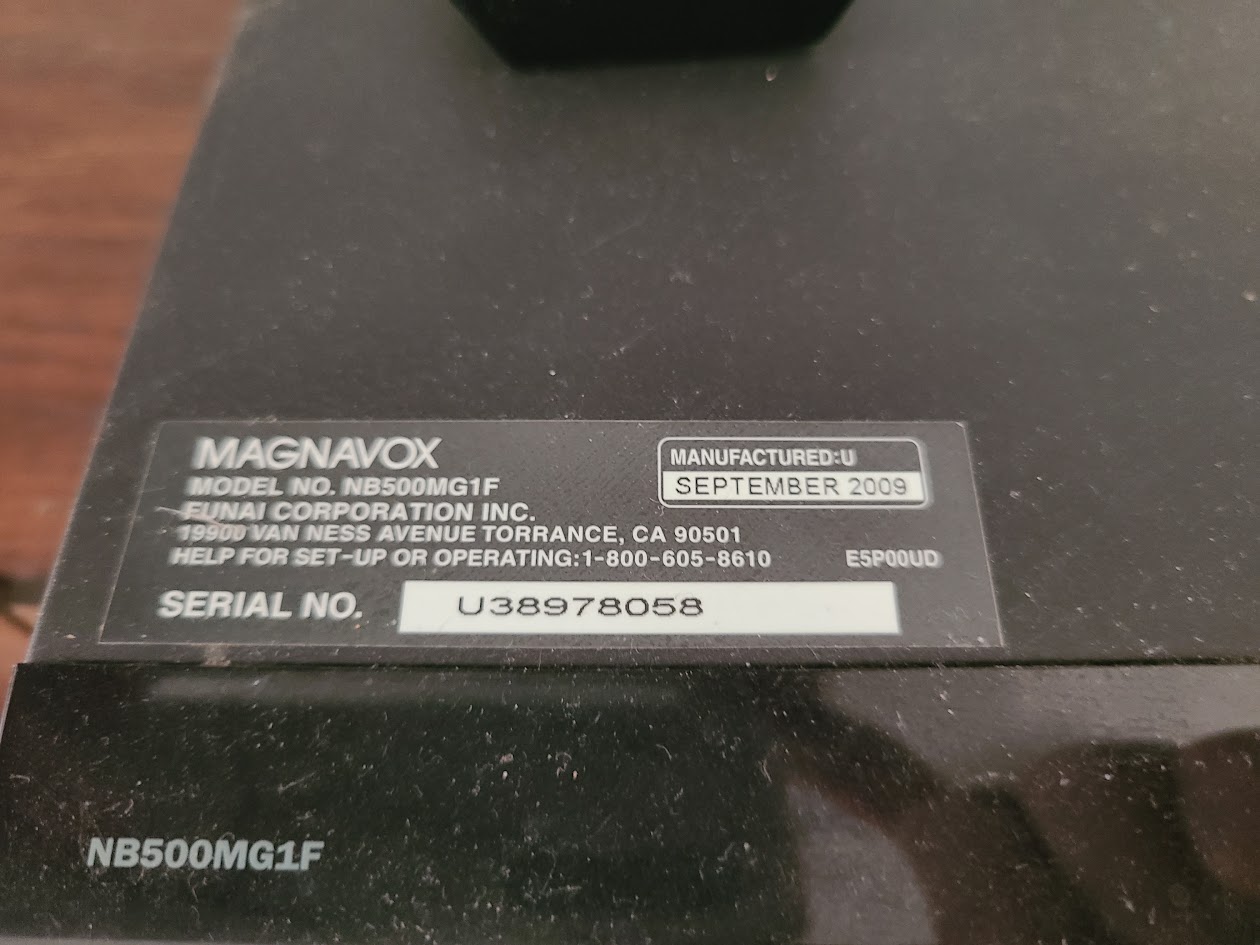 MAGNAVOX
MODEL NO. NB500MG1F
FUNAI CORPORATION INC.
19900 VAN NESS AVENUE TORRANCE, CA 90501
HELP FOR SET-UP OR OPERATING:1-800-605-8610
MANUFACTURED:U
SEPTEMBER 2009
E5P00UD
SERIAL NO. U38978058
NB500MG1F